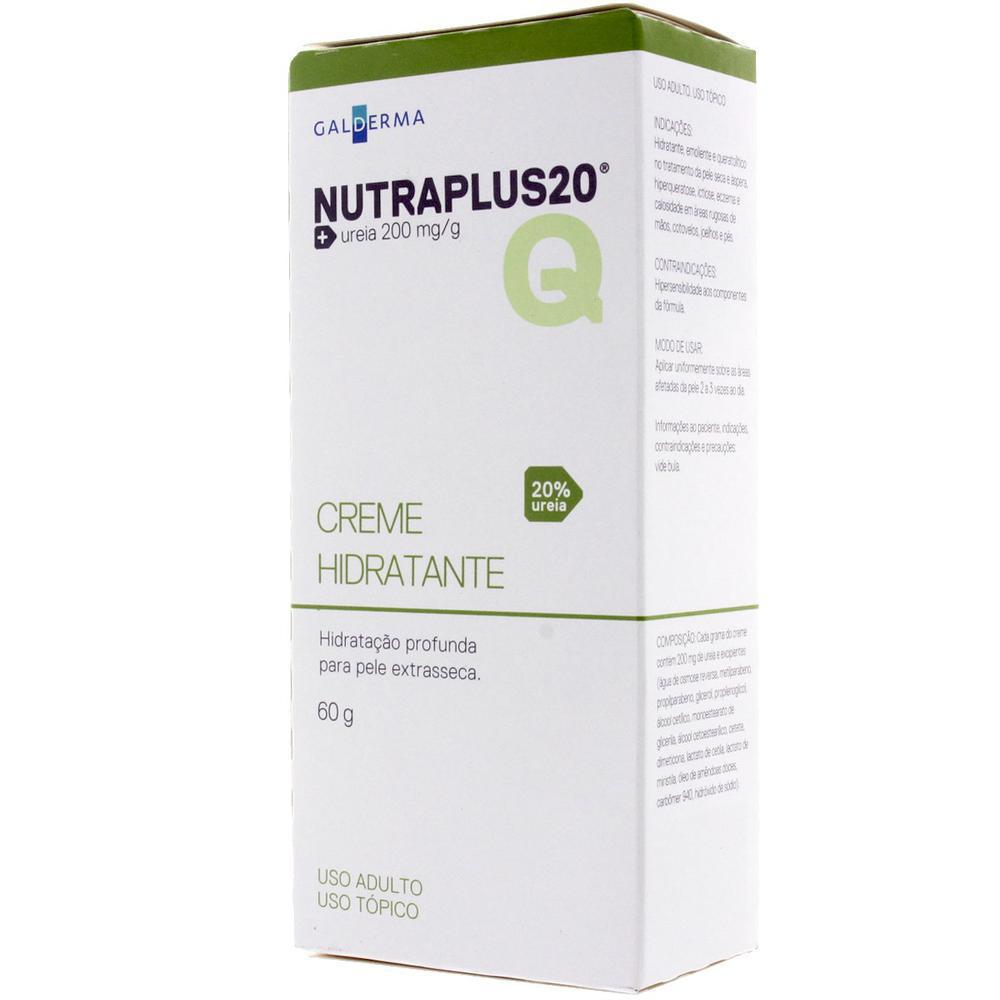 GALDERMA
NUTRAPLUS20®
+ ureia 200 mg/g
Q
20%
ureia
CREME
HIDRATANTE
Hidratação profunda
para pele extrasseca.
60 g
USO ADULTO
USO TÓPICO
USO ADULTO. USO TÓPICO
INDICAÇÕES:
Hidratante, emoliente e queratolítico
no tratamento da pele seca e áspera,
hiperqueratose, ictiose, eczema e
calosidade em áreas rugosas de
mãos, cotovelos, joelhos e pés.
CONTRAINDICAÇÕES:
Hipersensibilidade aos componentes
da fórmula.
MODO DE USAR:
Aplicar uniformemente sobre as áreas
afetadas da pele 2 a 3 vezes ao dia.
Informações ao paciente, indicações,
contraindicações e precauções:
vide bula.
COMPOSIÇÃO: Cada grama do creme
contém 200 mg de ureia e excipientes
(água de osmose reversa, metilparabeno,
propilparabeno, glicerol, propilenoglicol,
álcool cetílico, monoestearato de
glicerila, álcool cetoestearílico,
dimeticona, lactato de cetila, lactato de
miristila, óleo de amêndoas doces,
carbômer 940, hidróxido de sódio).